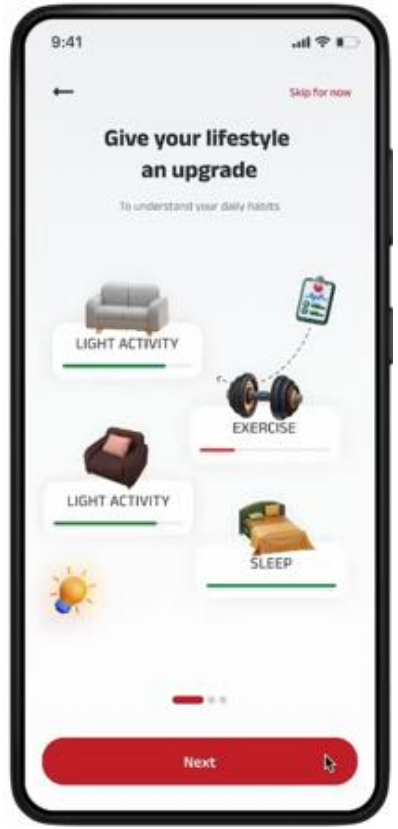 9:41
Skip for now
Give your lifestyle
an upgrade
To understand your daily habits
LIGHT ACTIVITY
EXERCISE
LIGHT ACTIVITY
SLEEP
Next